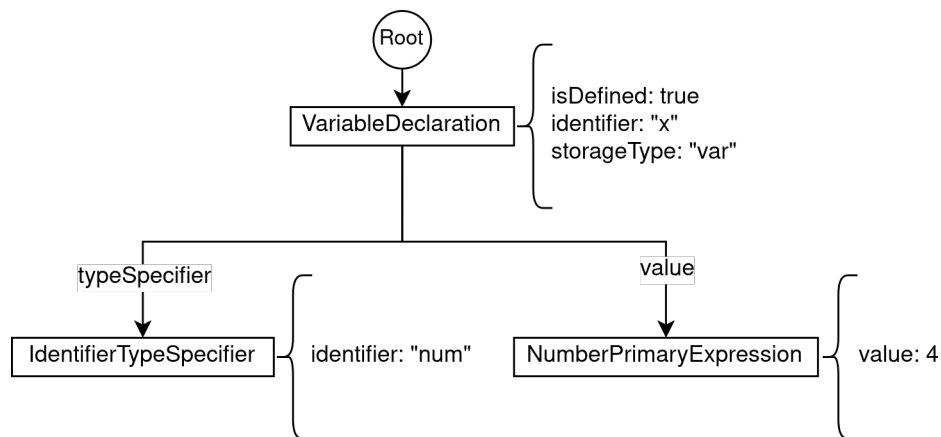 Root
VariableDeclaration
isDefined: true
identifier: "x"
storageType: "var"
typeSpecifier
value
IdentifierTypeSpecifier
identifier: "num"
NumberPrimaryExpression
value: 4